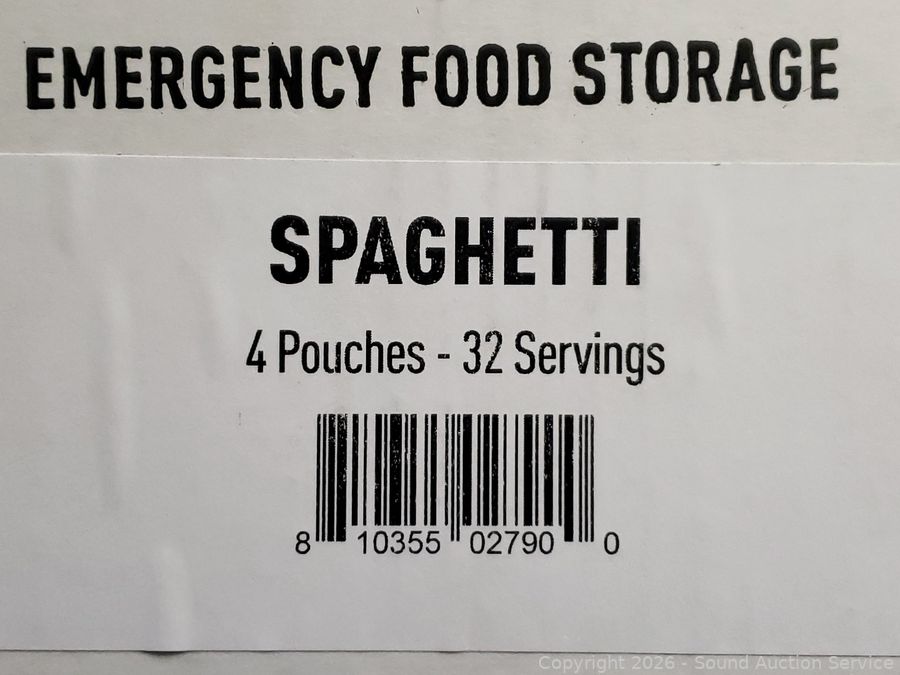 EMERGENCY FOOD STORAGE
SPAGHETTI
4 Pouches - 32 Servings
8 10355 02790 0
Copyright 2026 - Sound Auction Service